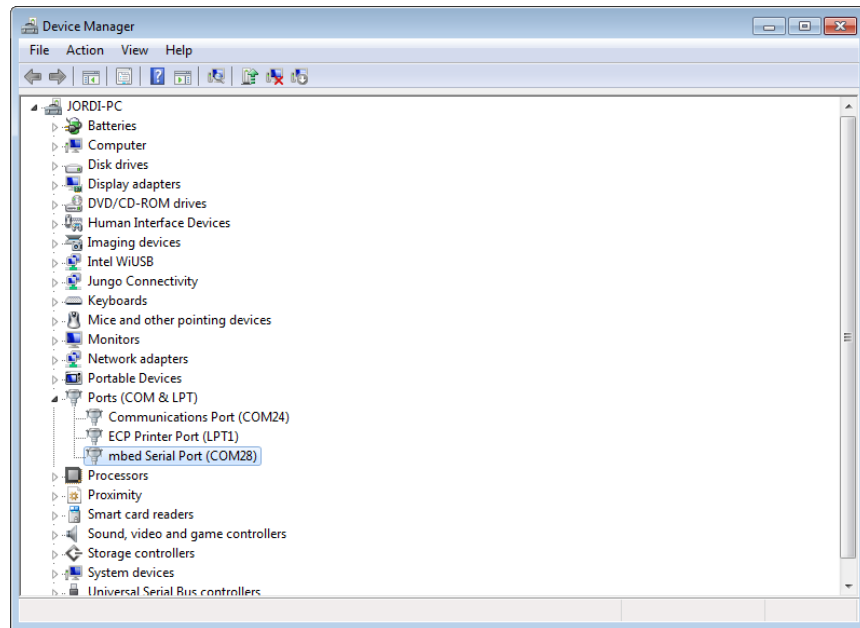 Device Manager
File Action View Help
JORDI-PC
Batteries
Computer
Disk drives
Display adapters
DVD/CD-ROM drives
Human Interface Devices
Imaging devices
Intel WiUSB
Jungo Connectivity
Keyboards
Mice and other pointing devices
Monitors
Network adapters
Portable Devices
Ports (COM & LPT)
Communications Port (COM24)
ECP Printer Port (LPT1)
mbed Serial Port (COM28)
Processors
Proximity
Smart card readers
Sound, video and game controllers
Storage controllers
System devices
Universal Serial Bus controllers